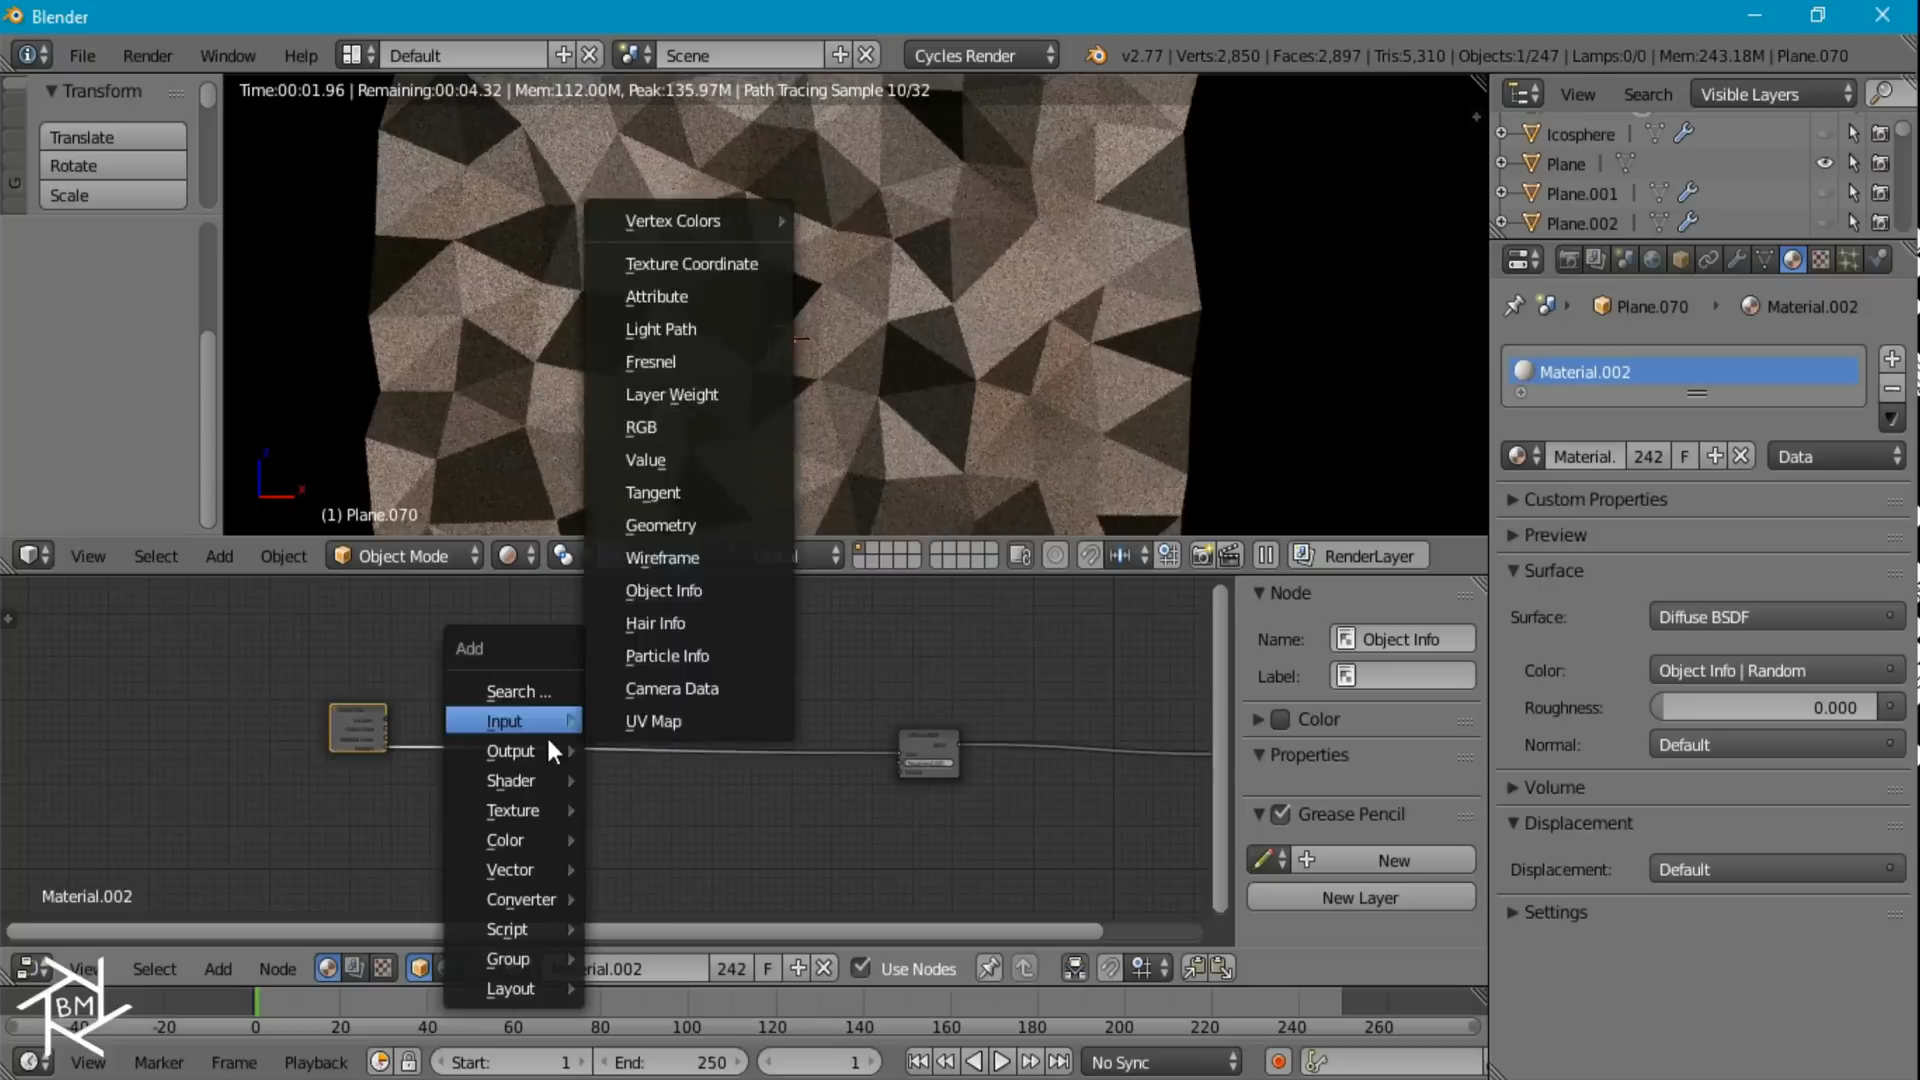 Blender
File Render Window Help Default Scene Cycles Render v2.77 | Verts:2,850 | Faces:2,897 | Tris:5,310 | Objects:1/247 | Lamps:0/0 | Mem:243.18M | Plane.070
Transform
Translate
Rotate
Scale
Time:00:01.96 | Remaining:00:04.32 | Mem:112.00M, Peak:135.97M | Path Tracing Sample 10/32
Vertex Colors
Texture Coordinate
Attribute
Light Path
Fresnel
Layer Weight
RGB
Value
Tangent
Geometry
Wireframe
Object Info
Hair Info
Particle Info
Camera Data
UV Map
x
(1) Plane.070
View Select Add Object Object Mode RenderLayer
View Search Visible Layers
Icosphere
Plane
Plane.001
Plane.002
Plane.070 Material.002
Material.002
Material. 242 F Data
Custom Properties
Preview
Surface
Surface: Diffuse BSDF
Color: Object Info | Random
Roughness: 0.000
Normal: Default
Volume
Displacement
Displacement: Default
Settings
Add
Search ...
Input
Output
Shader
Texture
Color
Vector
Converter
Script
Group
Layout
Material.002
Node
Name: Object Info
Label:
Color
Properties
Grease Pencil
New
New Layer
View Select Add Node erial.002 242 F Use Nodes
BM
-40 -20 0 20 40 60 80 100 120 140 160 180 200 220 240 260
View Marker Frame Playback Start: 1 End: 250 1 No Sync